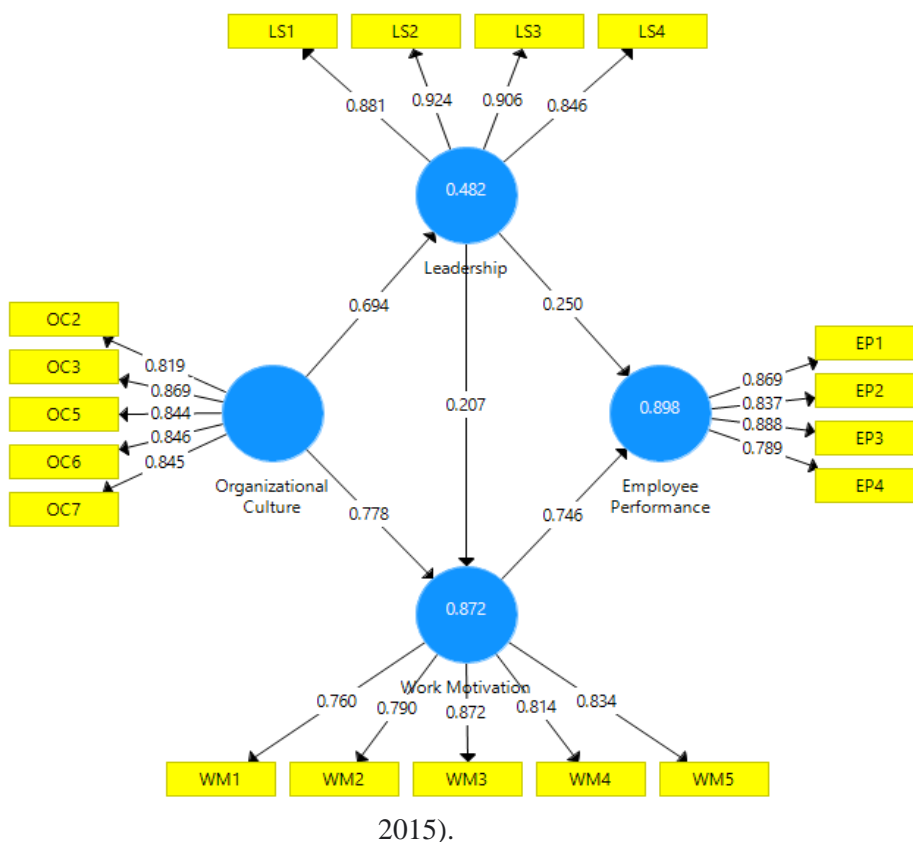 LS1 LS2 LS3 LS4
0.881 0.924 0.906 0.846
0.482
Leadership
0.694 0.250
OC2
OC3
OC5
OC6
OC7
0.819
0.869
0.844
0.846
0.845
Organizational
Culture
0.207
0.898
Employee
Performance
0.869
0.837
0.888
0.789
EP1
EP2
EP3
EP4
0.778 0.746
0.872
Work Motivation
0.760 0.790 0.872 0.814 0.834
WM1 WM2 WM3 WM4 WM5
2015).